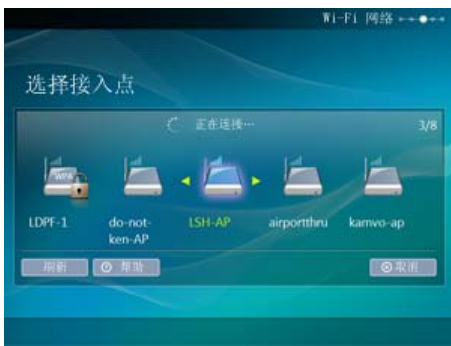 Wi-Fi 网络
选择接入点
正在连接…
3/8
WPA
LDPF-1
do-not-
ken-AP
LSH-AP
airportthru
kamvo-ap
刷新
帮助
取消